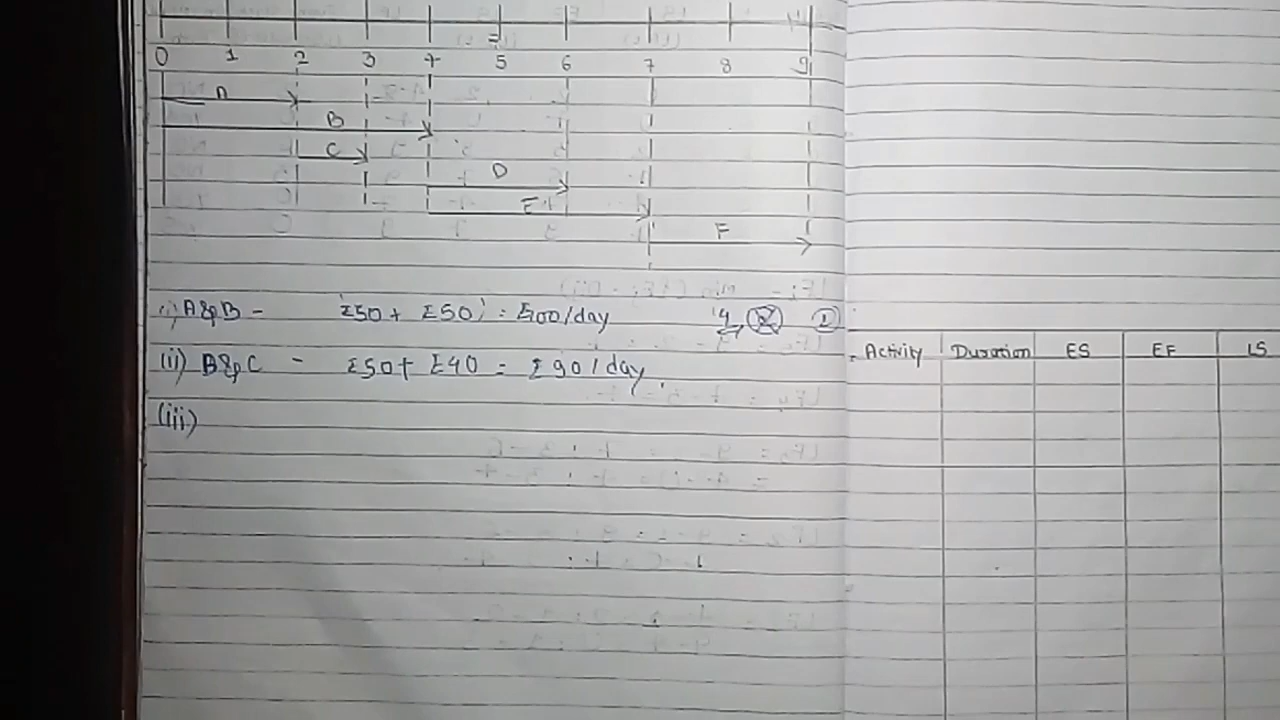 0 1 2 3 4 5 6 7 8 9
A
B
C
D
E
F
(i) A & B - £50 + £50 = £100/day
(ii) B & C - £50 + £40 = £90/day
(iii)
Activity Duration ES EF LS